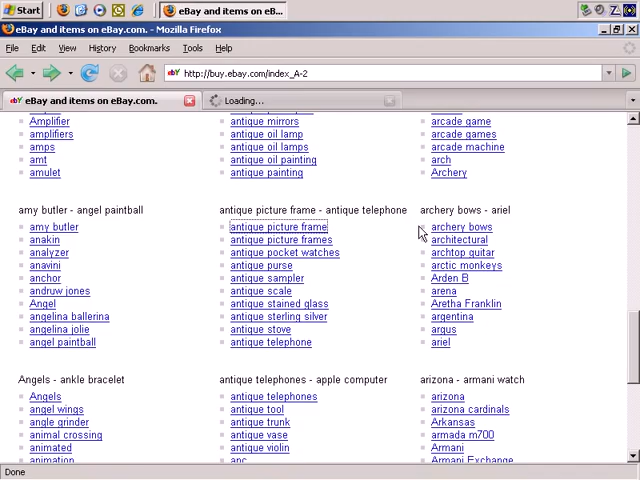 Start
eBay and items on eB...
eBay and items on eBay.com. - Mozilla Firefox
File Edit View History Bookmarks Tools Help
http://buy.ebay.com/index_A-2
eBay and items on eBay.com.
Loading...
Amplifier
amplifiers
amps
amt
amulet
amy butler - angel paintball
amy butler
anakin
analyzer
anavini
anchor
andruw jones
Angel
angelina ballerina
angelina jolie
angel paintball
Angels - ankle bracelet
Angels
angel wings
angle grinder
animal crossing
animated
animation
antique mirrors
antique oil lamp
antique oil lamps
antique oil painting
antique painting
antique picture frame - antique telephone
antique picture frame
antique picture frames
antique pocket watches
antique purse
antique sampler
antique scale
antique stained glass
antique sterling silver
antique stove
antique telephone
antique telephones - apple computer
antique telephones
antique tool
antique trunk
antique vase
antique violin
apc
arcade game
arcade games
arcade machine
arch
Archery
archery bows - ariel
archery bows
architectural
archtop guitar
arctic monkeys
Arden B
arena
Aretha Franklin
argentina
argus
ariel
arizona - armani watch
arizona
arizona cardinals
Arkansas
armada m700
Armani
Armani Exchange
Done